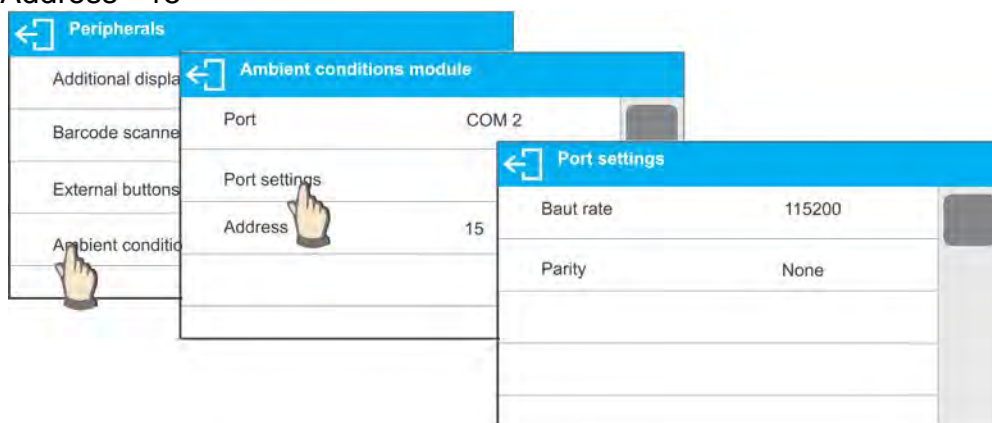 Peripherals
Additional displa
Barcode scanne
External buttons
Ambient conditio
Ambient conditions module
Port COM 2
Port settings
Address 15
Port settings
Baut rate 115200
Parity None